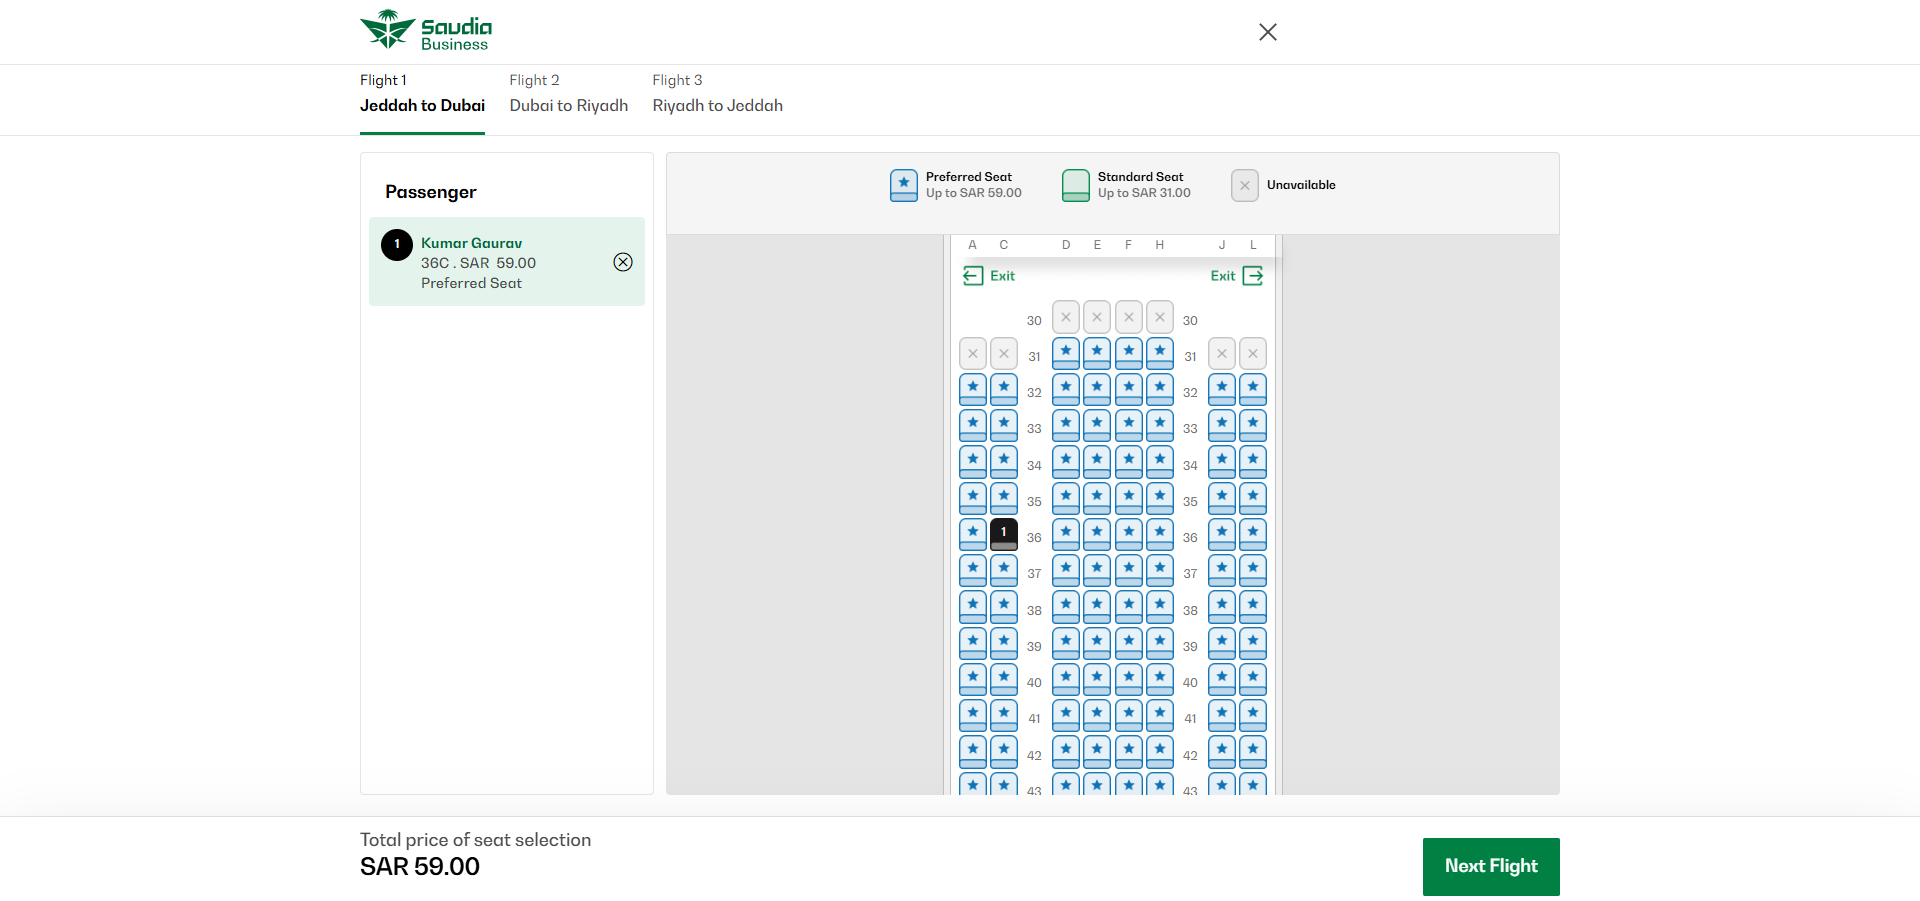 Saudia
Business
Flight 1
Jeddah to Dubai
Flight 2
Dubai to Riyadh
Flight 3
Riyadh to Jeddah
Passenger
1
Kumar Gaurav
36C . SAR 59.00
Preferred Seat
Preferred Seat
Up to SAR 59.00
Standard Seat
Up to SAR 31.00
Unavailable
A C D E F H J L
Exit Exit
30 30
31 31
32 32
33 33
34 34
35 35
1 36 36
37 37
38 38
39 39
40 40
41 41
42 42
43 43
Total price of seat selection
SAR 59.00
Next Flight